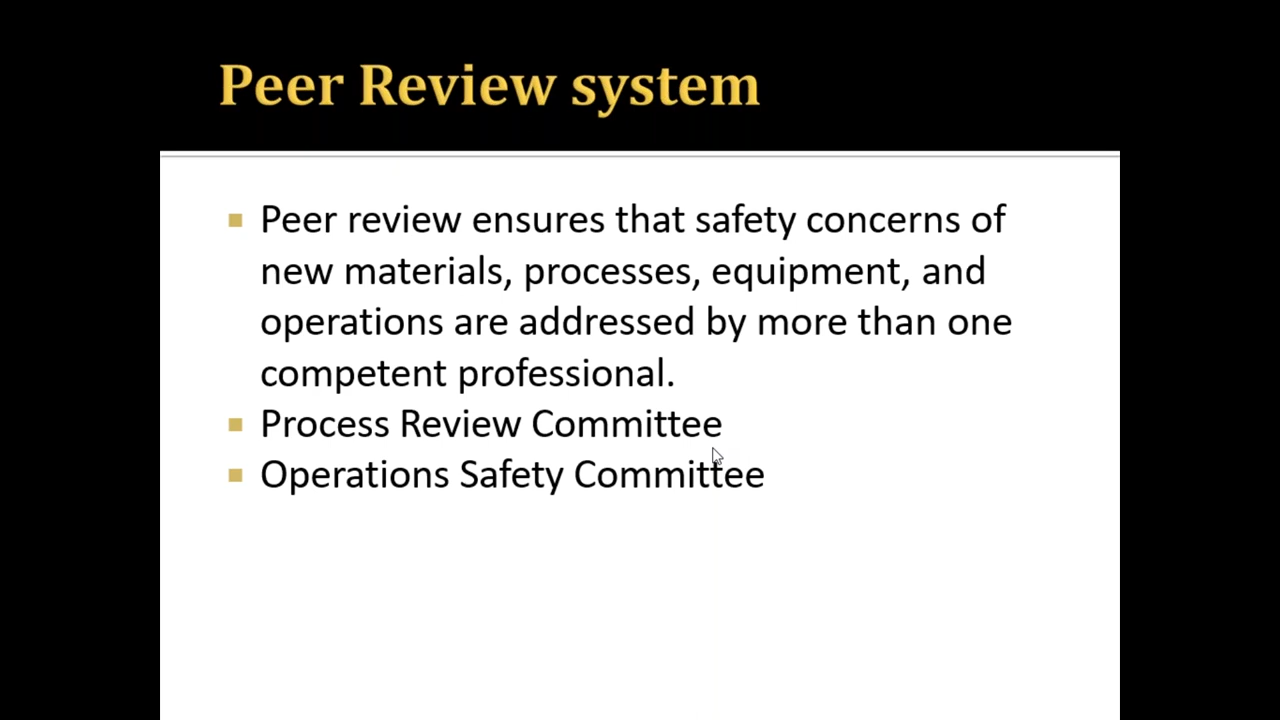 Peer Review system
Peer review ensures that safety concerns of
new materials, processes, equipment, and
operations are addressed by more than one
competent professional.
Process Review Committee
Operations Safety Committee